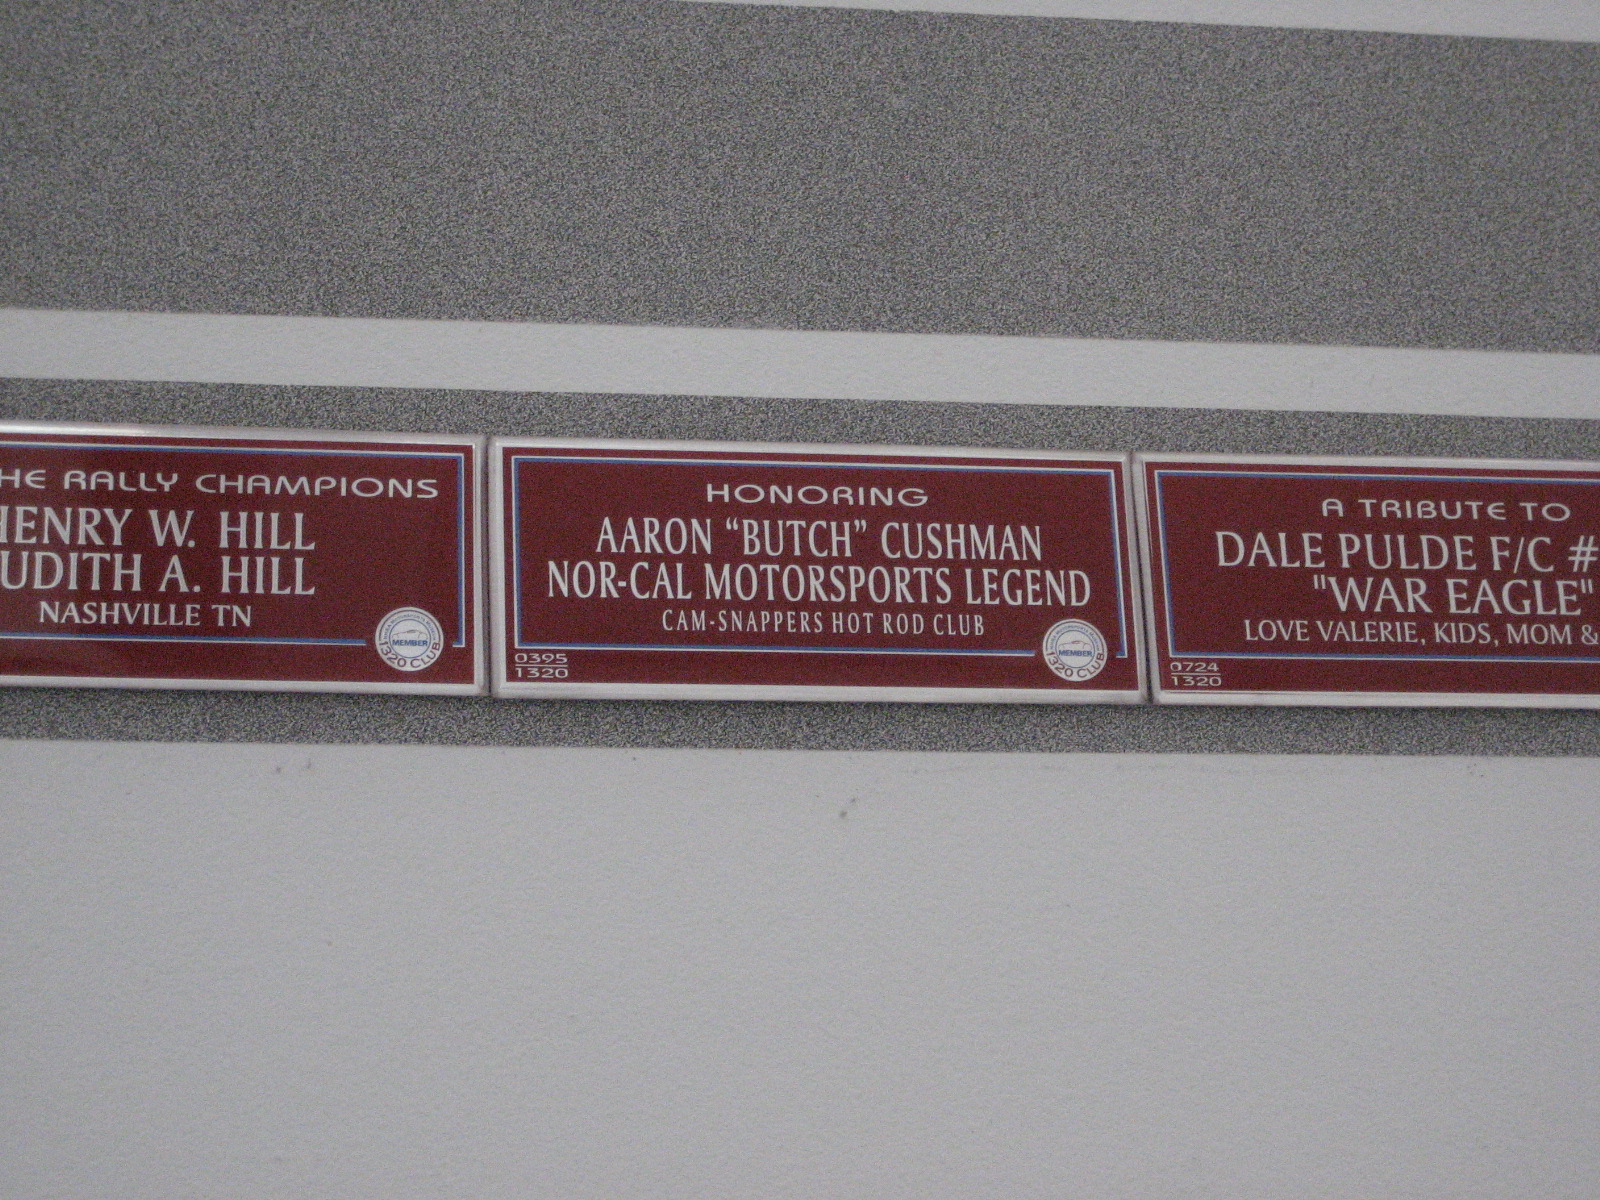 HE RALLY CHAMPIONS
HENRY W. HILL
UDITH A. HILL
NASHVILLE TN
MEMBER
1320 CLUB
HONORING
AARON “BUTCH” CUSHMAN
NOR-CAL MOTORSPORTS LEGEND
CAM-SNAPPERS HOT ROD CLUB
0395
1320
MEMBER
1320 CLUB
A TRIBUTE TO
DALE PULDE F/C #
"WAR EAGLE"
LOVE VALERIE, KIDS, MOM &
0724
1320